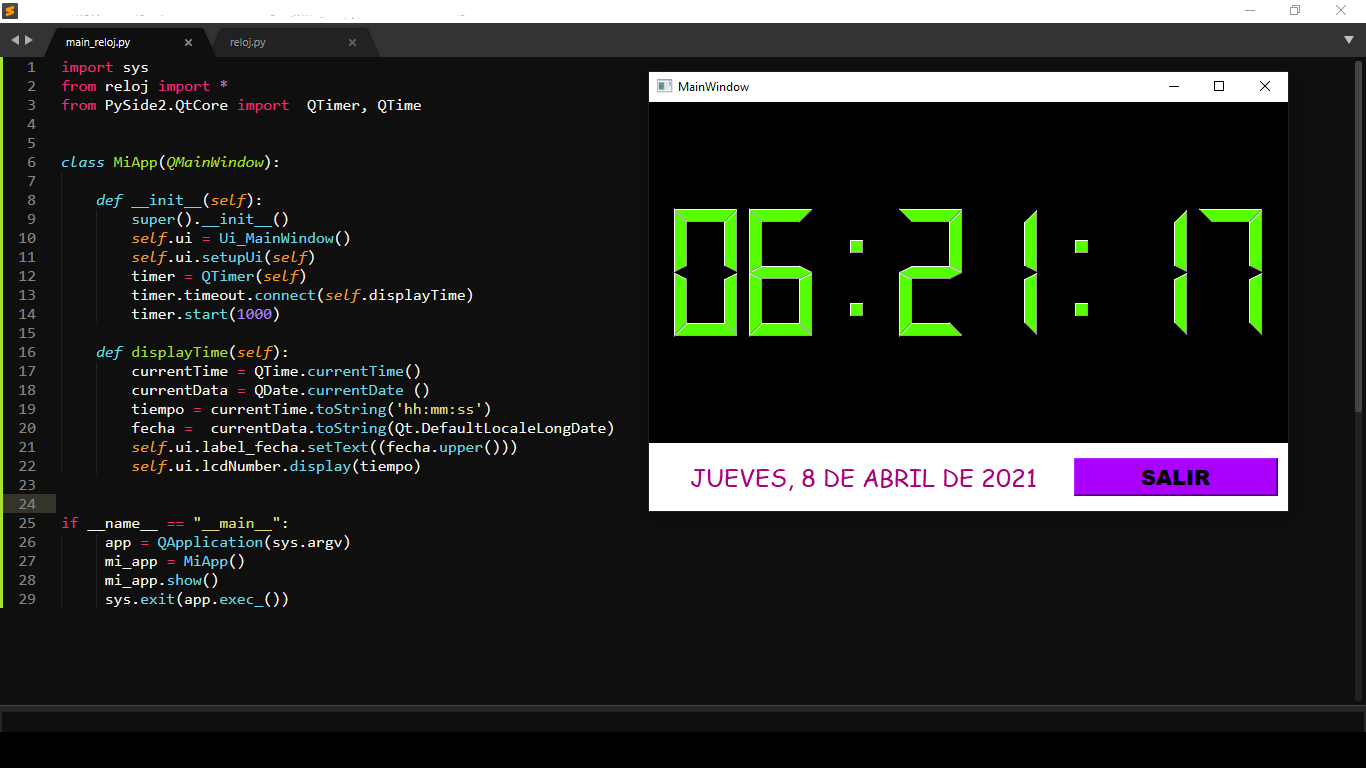 main_reloj.py × reloj.py ×
1 import sys
2 from reloj import *
3 from PySide2.QtCore import  QTimer, QTime
4
5
6 class MiApp(QMainWindow):
7
8     def __init__(self):
9         super().__init__()
10         self.ui = Ui_MainWindow()
11         self.ui.setupUi(self)
12         timer = QTimer(self)
13         timer.timeout.connect(self.displayTime)
14         timer.start(1000)
15
16     def displayTime(self):
17         currentTime = QTime.currentTime()
18         currentData = QDate.currentDate ()
19         tiempo = currentTime.toString('hh:mm:ss')
20         fecha =  currentData.toString(Qt.DefaultLocaleLongDate)
21         self.ui.label_fecha.setText((fecha.upper()))
22         self.ui.lcdNumber.display(tiempo)
23
24
25 if __name__ == "__main__":
26      app = QApplication(sys.argv)
27      mi_app = MiApp()
28      mi_app.show()
29      sys.exit(app.exec_())
MainWindow
06:21:17
JUEVES, 8 DE ABRIL DE 2021
SALIR